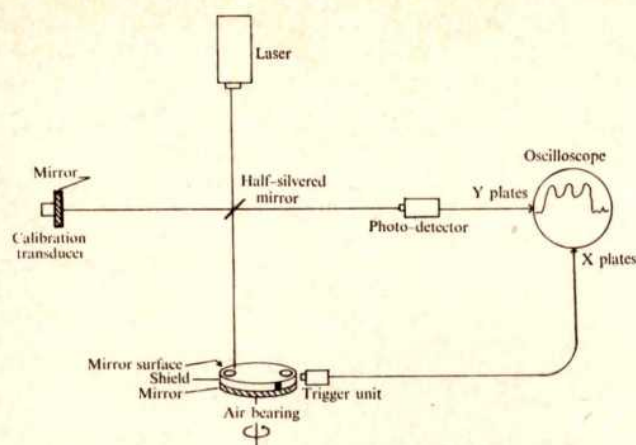 Laser
Mirror
Half-silvered
mirror
Oscilloscope
Y plates
Calibration
transducer
Photo-detector
X plates
Mirror surface
Shield
Mirror
Trigger unit
Air bearing